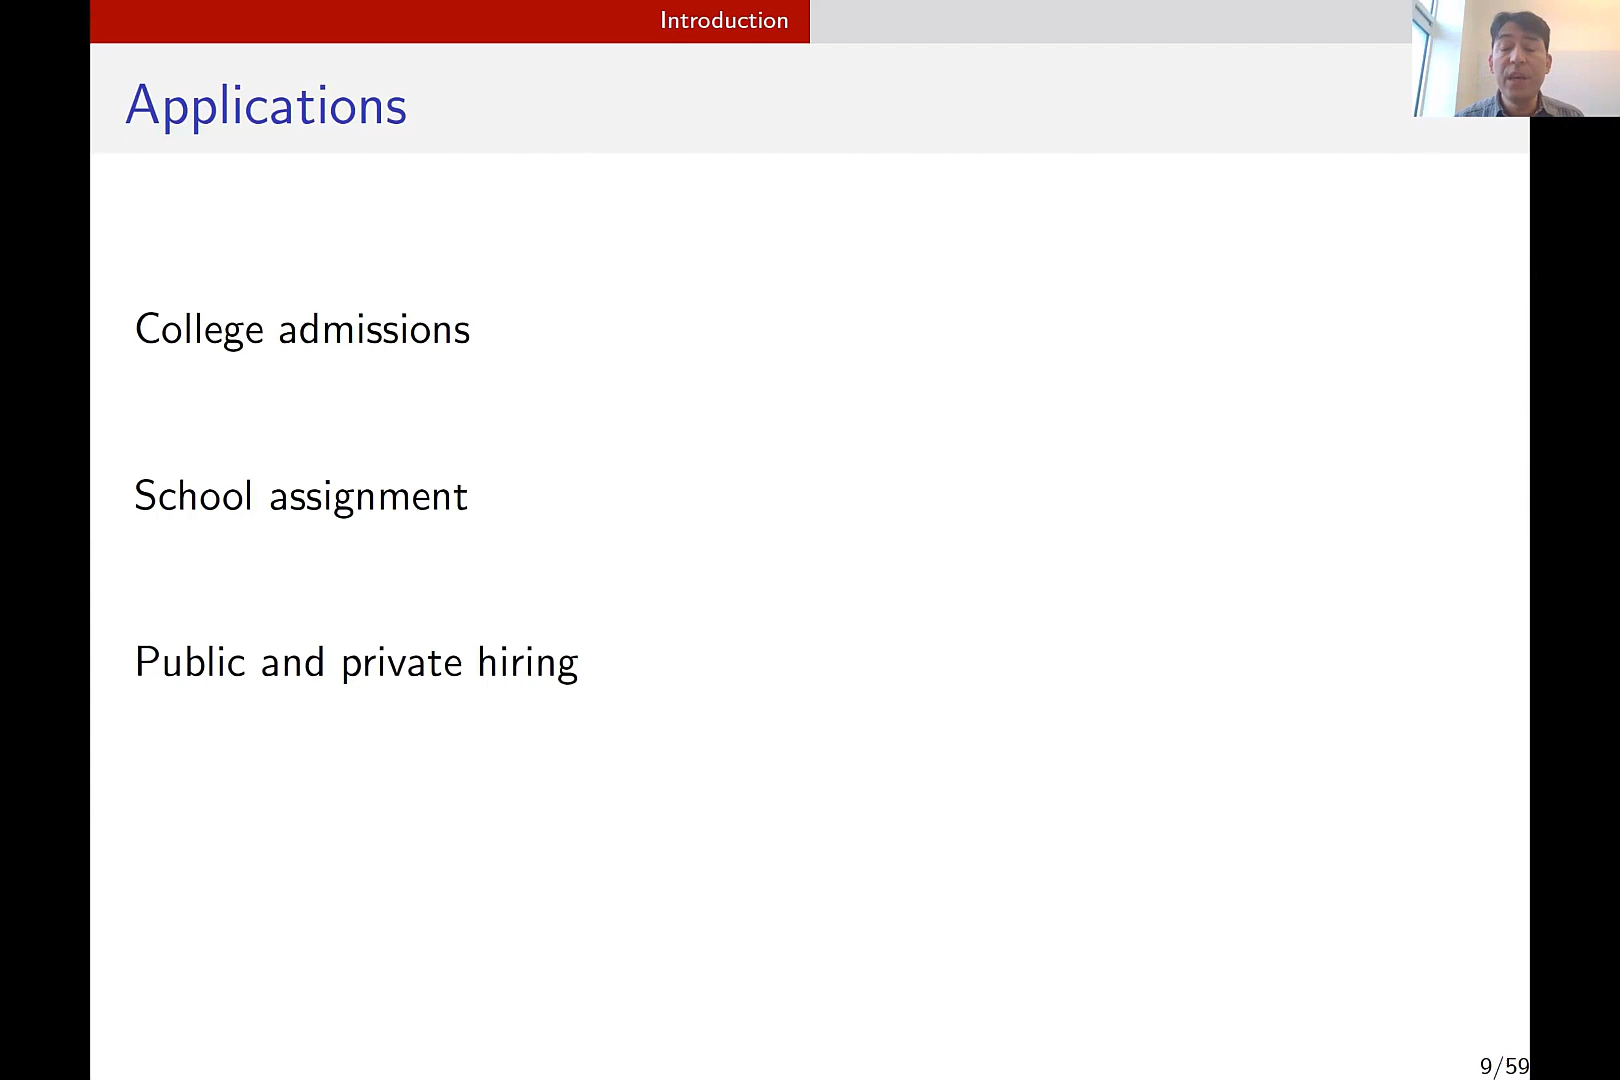 Introduction
Applications
College admissions
School assignment
Public and private hiring
9/59